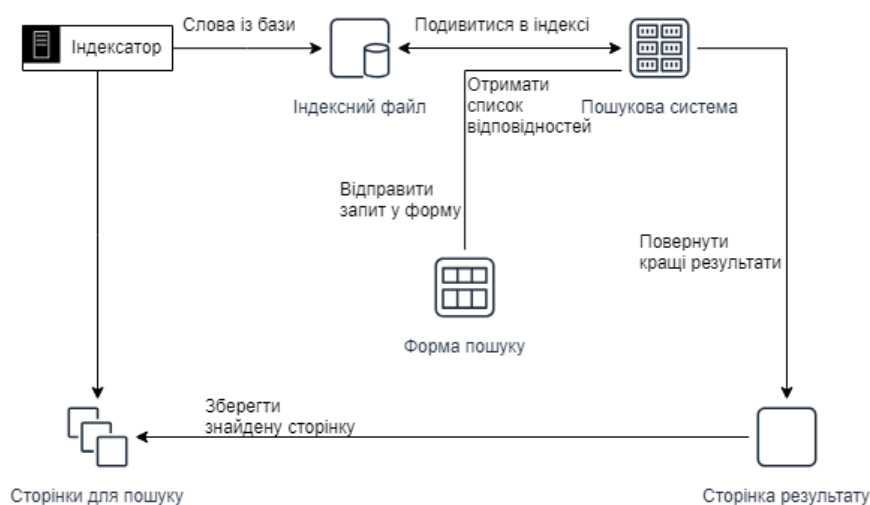 Слова із бази
Подивитися в індексі
Індексатор
Індексний файл
Отримати
список
відповідностей
Пошукова система
Відправити
запит у форму
Повернути
кращі результати
Форма пошуку
Зберегти
знайдену сторінку
Сторінки для пошуку
Сторінка результату